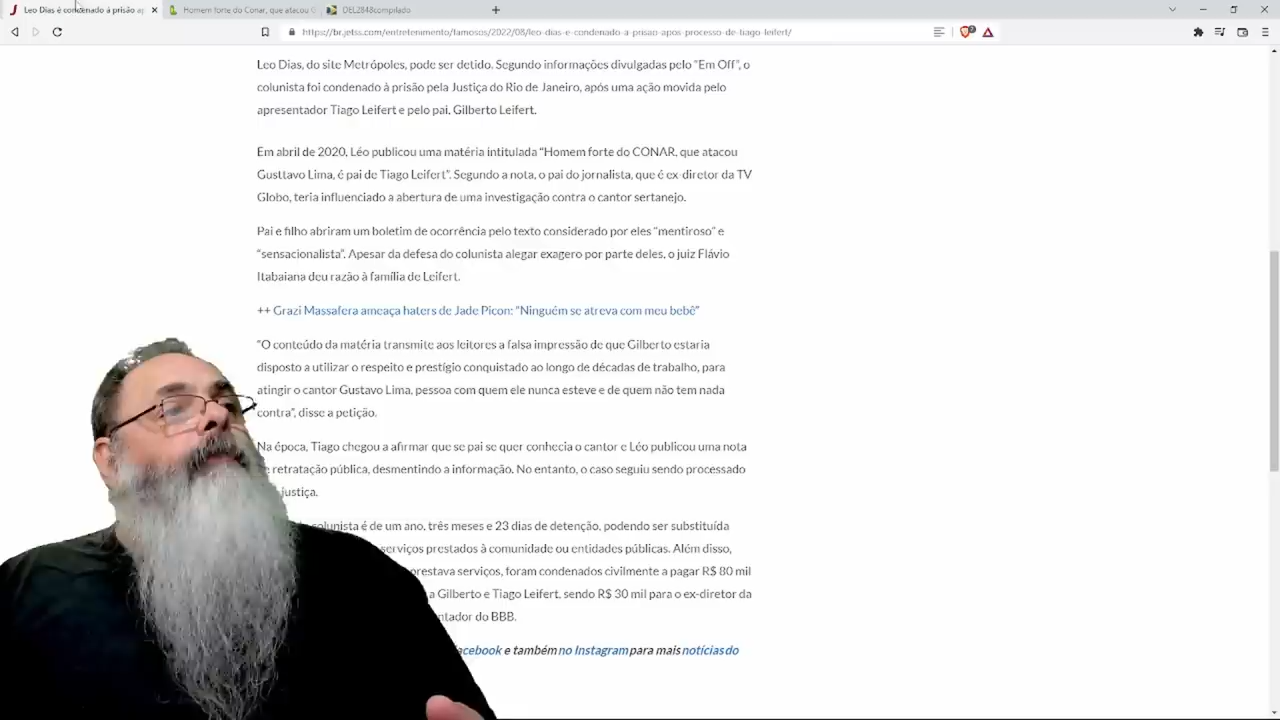 Leo Dias é condenado à prisão ap
Homem forte do Conar, que atacou G
DEL2848compilado
https://br.jetss.com/entretenimento/famosos/2022/08/leo-dias-e-condenado-a-prisao-apos-processo-de-tiago-leifert/
Leo Dias, do site Metrópoles, pode ser detido. Segundo informações divulgadas pelo “Em Off”, o
colunista foi condenado à prisão pela Justiça do Rio de Janeiro, após uma ação movida pelo
apresentador Tiago Leifert e pelo pai, Gilberto Leifert.
Em abril de 2020, Léo publicou uma matéria intitulada “Homem forte do CONAR, que atacou
Gusttavo Lima, é pai de Tiago Leifert”. Segundo a nota, o pai do jornalista, que é ex-diretor da TV
Globo, teria influenciado a abertura de uma investigação contra o cantor sertanejo.
Pai e filho abriram um boletim de ocorrência pelo texto considerado por eles “mentiroso” e
“sensacionalista”. Apesar da defesa do colunista alegar exagero por parte deles, o juiz Flávio
Itabaiana deu razão à família de Leifert.
++ Grazi Massafera ameaça haters de Jade Picon: “Ninguém se atreva com meu bebê”
“O conteúdo da matéria transmite aos leitores a falsa impressão de que Gilberto estaria
disposto a utilizar o respeito e prestígio conquistado ao longo de décadas de trabalho, para
atingir o cantor Gustavo Lima, pessoa com quem ele nunca esteve e de quem não tem nada
contra”, disse a petição.
Na época, Tiago chegou a afirmar que se pai se quer conhecia o cantor e Léo publicou uma nota
retratação pública, desmentindo a informação. No entanto, o caso seguiu sendo processado
justiça.
colunista é de um ano, três meses e 23 dias de detenção, podendo ser substituída
serviços prestados à comunidade ou entidades públicas. Além disso,
prestava serviços, foram condenados civilmente a pagar R$ 80 mil
a Gilberto e Tiago Leifert, sendo R$ 30 mil para o ex-diretor da
ntador do BBB.
acebook e também no Instagram para mais notícias do